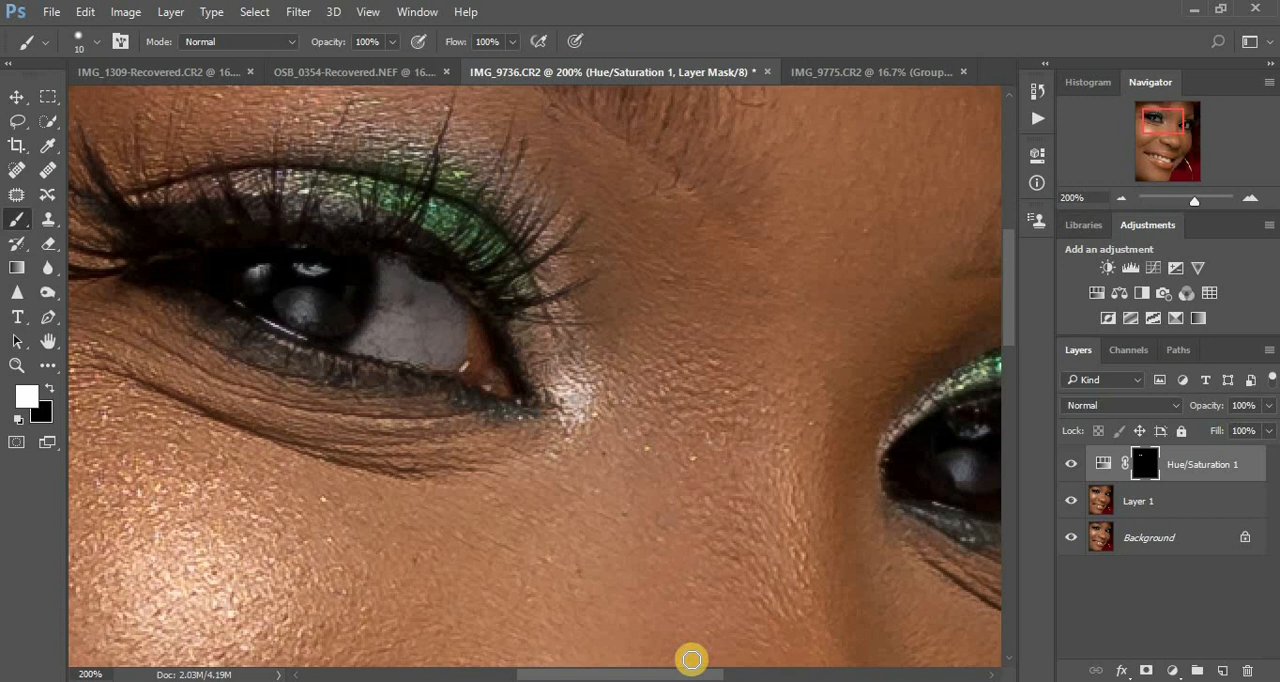 Ps File Edit Image Layer Type Select Filter 3D View Window Help
10 Mode: Normal Opacity: 100% Flow: 100%
IMG_1309-Recovered.CR2 @ 16.... × OSB_0354-Recovered.NEF @ 16.... × IMG_9736.CR2 @ 200% (Hue/Saturation 1, Layer Mask/8) * × IMG_9775.CR2 @ 16.7% (Group... ×
Histogram Navigator
200%
Libraries Adjustments
Add an adjustment
Layers Channels Paths
Kind
Normal Opacity: 100%
Lock: Fill: 100%
Hue/Saturation 1
Layer 1
Background
200% Doc: 2.03M/4.19M